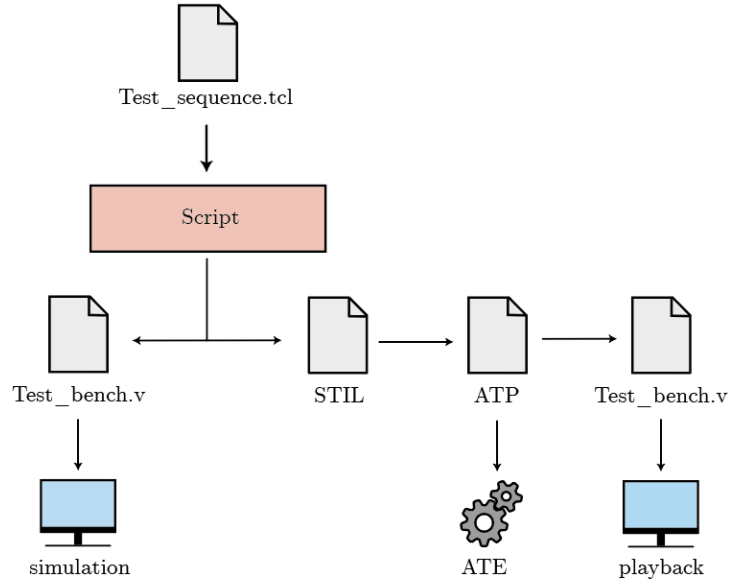 Test_sequence.tcl
Script
Test_bench.v
STIL
ATP
Test_bench.v
simulation
ATE
playback